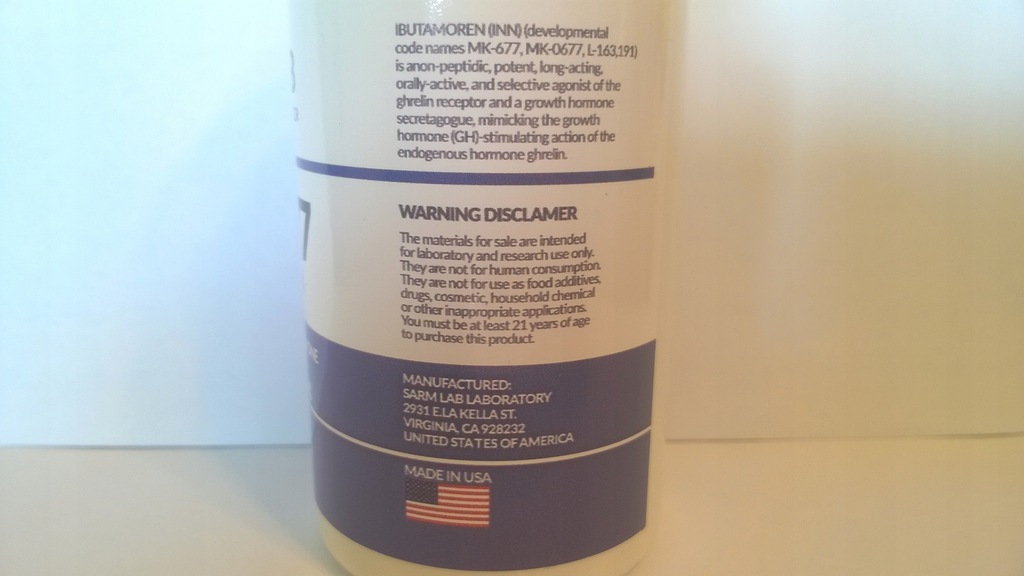 IBUTAMOREN (INN) (developmental
code names MK-677, MK-0677, L-163,191)
is anon-peptidic, potent, long-acting,
orally-active, and selective agonist of the
ghrelin receptor and a growth hormone
secretagogue, mimicking the growth
hormone (GH)-stimulating action of the
endogenous hormone ghrelin.
WARNING DISCLAMER
The materials for sale are intended
for laboratory and research use only.
They are not for human consumption.
They are not for use as food additives,
drugs, cosmetic, household chemical
or other inappropriate applications.
You must be at least 21 years of age
to purchase this product.
MANUFACTURED:
SARM LAB LABORATORY
2931 E.LA KELLA ST.
VIRGINIA, CA 928232
UNITED STATES OF AMERICA
MADE IN USA